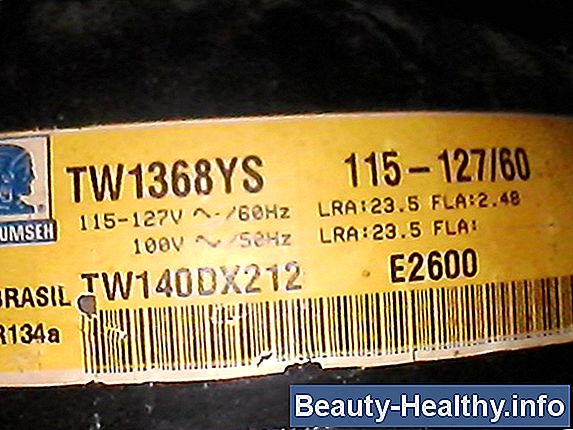 TW1368YS 115-127/60
115-127V ~/60Hz LRA:23.5 FLA:2.48
100V ~/50Hz LRA:23.5 FLA:
UMSEH
TW140DX212 E2600
BRASIL
R134a
Beauty-Healthy.info